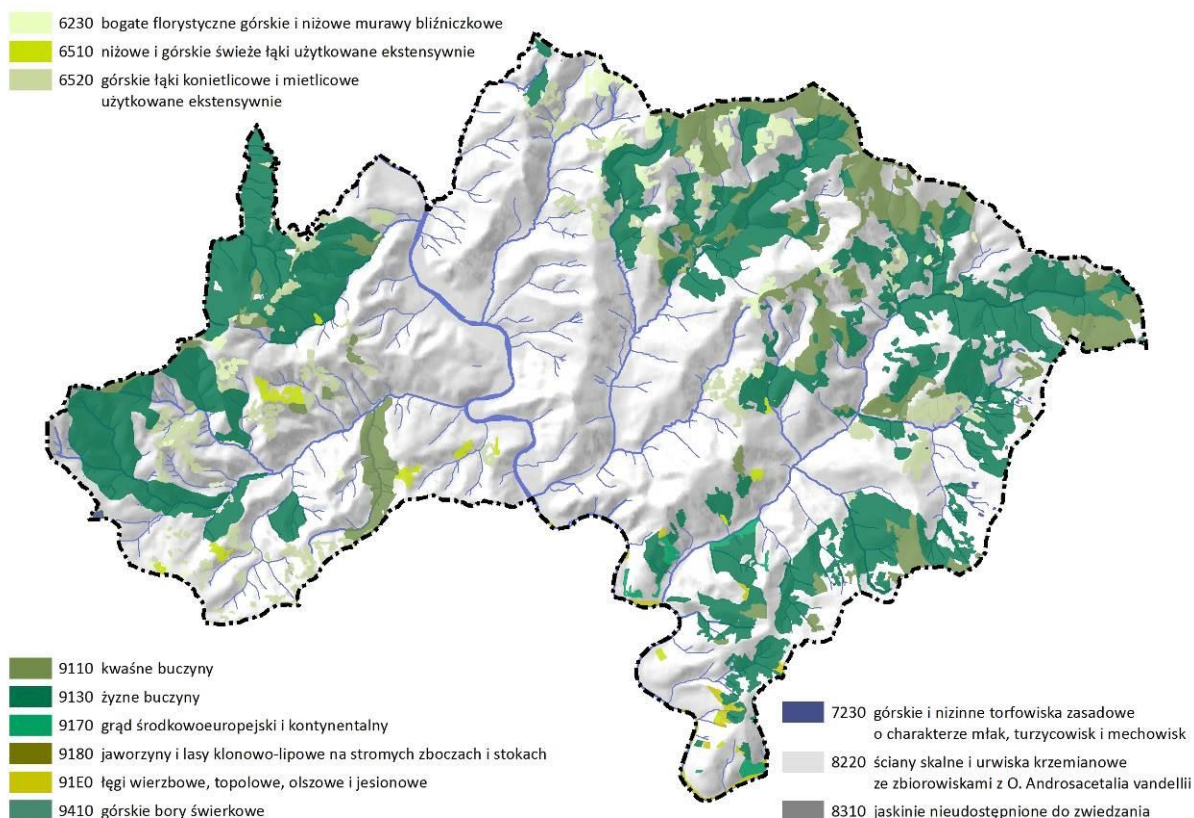 6230 bogate florystyczne górskie i niżowe murawy bliźniczkowe
6510 niżowe i górskie świeże łąki użytkowane ekstensywnie
6520 górskie łąki konietlicowe i mietlicowe
użytkowane ekstensywnie
9110 kwaśne buczyny
9130 żyzne buczyny
9170 grąd środkowoeuropejski i kontynentalny
9180 jaworzyny i lasy klonowo-lipowe na stromych zboczach i stokach
91E0 łęgi wierzbowe, topolowe, olszowe i jesionowe
9410 górskie bory świerkowe
7230 górskie i nizinne torfowiska zasadowe
o charakterze młak, turzycowisk i mechowisk
8220 ściany skalne i urwiska krzemianowe
ze zbiorowiskami z O. Androsacetalia vandellii
8310 jaskinie nieudostępnione do zwiedzania